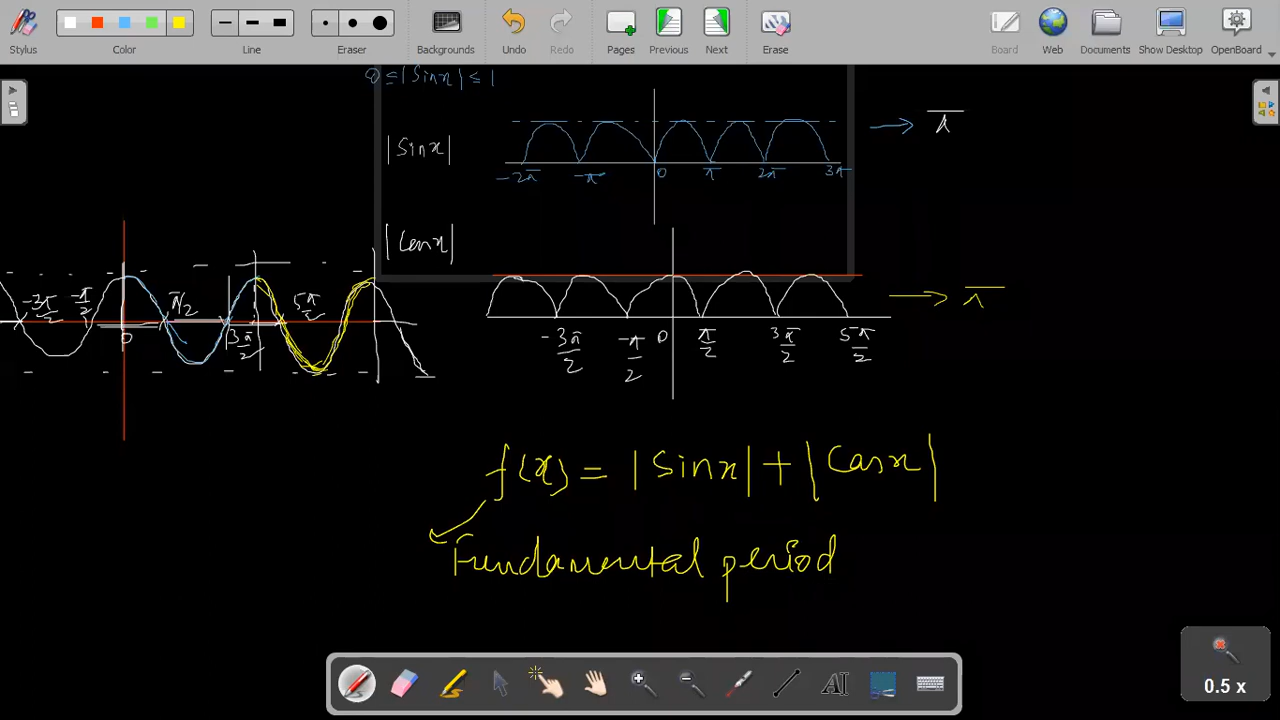 Stylus Color Line Eraser Backgrounds Undo Redo Pages Previous Next Erase Board Web Documents Show Desktop OpenBoard
0 ≤ |Sinx| ≤ 1
|Sinx|
-2π -π 0 π 2π 3π
→ π
|Cosx|
-3π/2 -π/2 0 π/2 3π/2 5π/2
-3π/2 -π/2 0 π/2 3π/2 5π/2
→ π
f(x) = |Sinx| + |Cosx|
Fundamental period
0.5 x